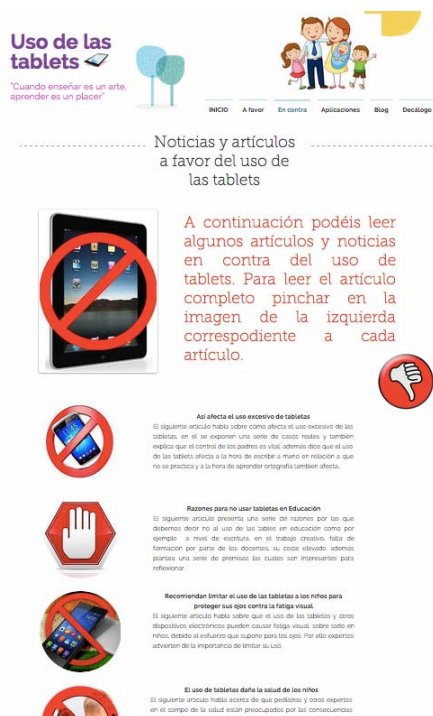 Uso de las
tablets
"Cuando enseñar es un arte,
aprender es un placer"
INICIO A favor En contra Aplicaciones Blog Decálogo
Noticias y artículos
a favor del uso de
las tablets
A continuación podéis leer
algunos artículos y noticias
en contra del uso de
tablets. Para leer el artículo
completo pinchar en la
imagen de la izquierda
correspodiente a cada
artículo.
Así afecta el uso excesivo de tabletas
El siguiente artículo habla sobre cómo afecta el uso excesivo de las
tabletas, en el se exponen una serie de casos reales y también
explica que el control de los padres es vital, además dice que el uso
de las tablets afecta a la hora de escribir a mano en relación a que
no se practica y a la hora de aprender ortografía tambien afecta.
Razones para no usar tabletas en Educación
El siguiente artículo presenta una serie de razones por las que
debemos decir no al uso de las tables en educación como por
ejemplo a nivel de escritura, en el trabajo creativo, falta de
formación por parte de los docentes, su coste elevado, además
plantea una serie de premisas las cuales son interesantes para
reflexionar.
Recomiendan limitar el uso de las tabletas a los niños para
proteger sus ojos contra la fatiga visual
El siguiente artículo habla sobre que el uso de las tabletas y otros
dispositivos electrónicos pueden causar fatiga visual, sobre todo en
niños, debido al esfuerzo que supone para los ojos. Por ello expertos
advierten de la importancia de limitar su uso.
El uso de tabletas daña la salud de los niños
El siguiente artículo habla acerca de que pediatras y otros expertos
en el campo de la salud están preocupados por las consecuencias